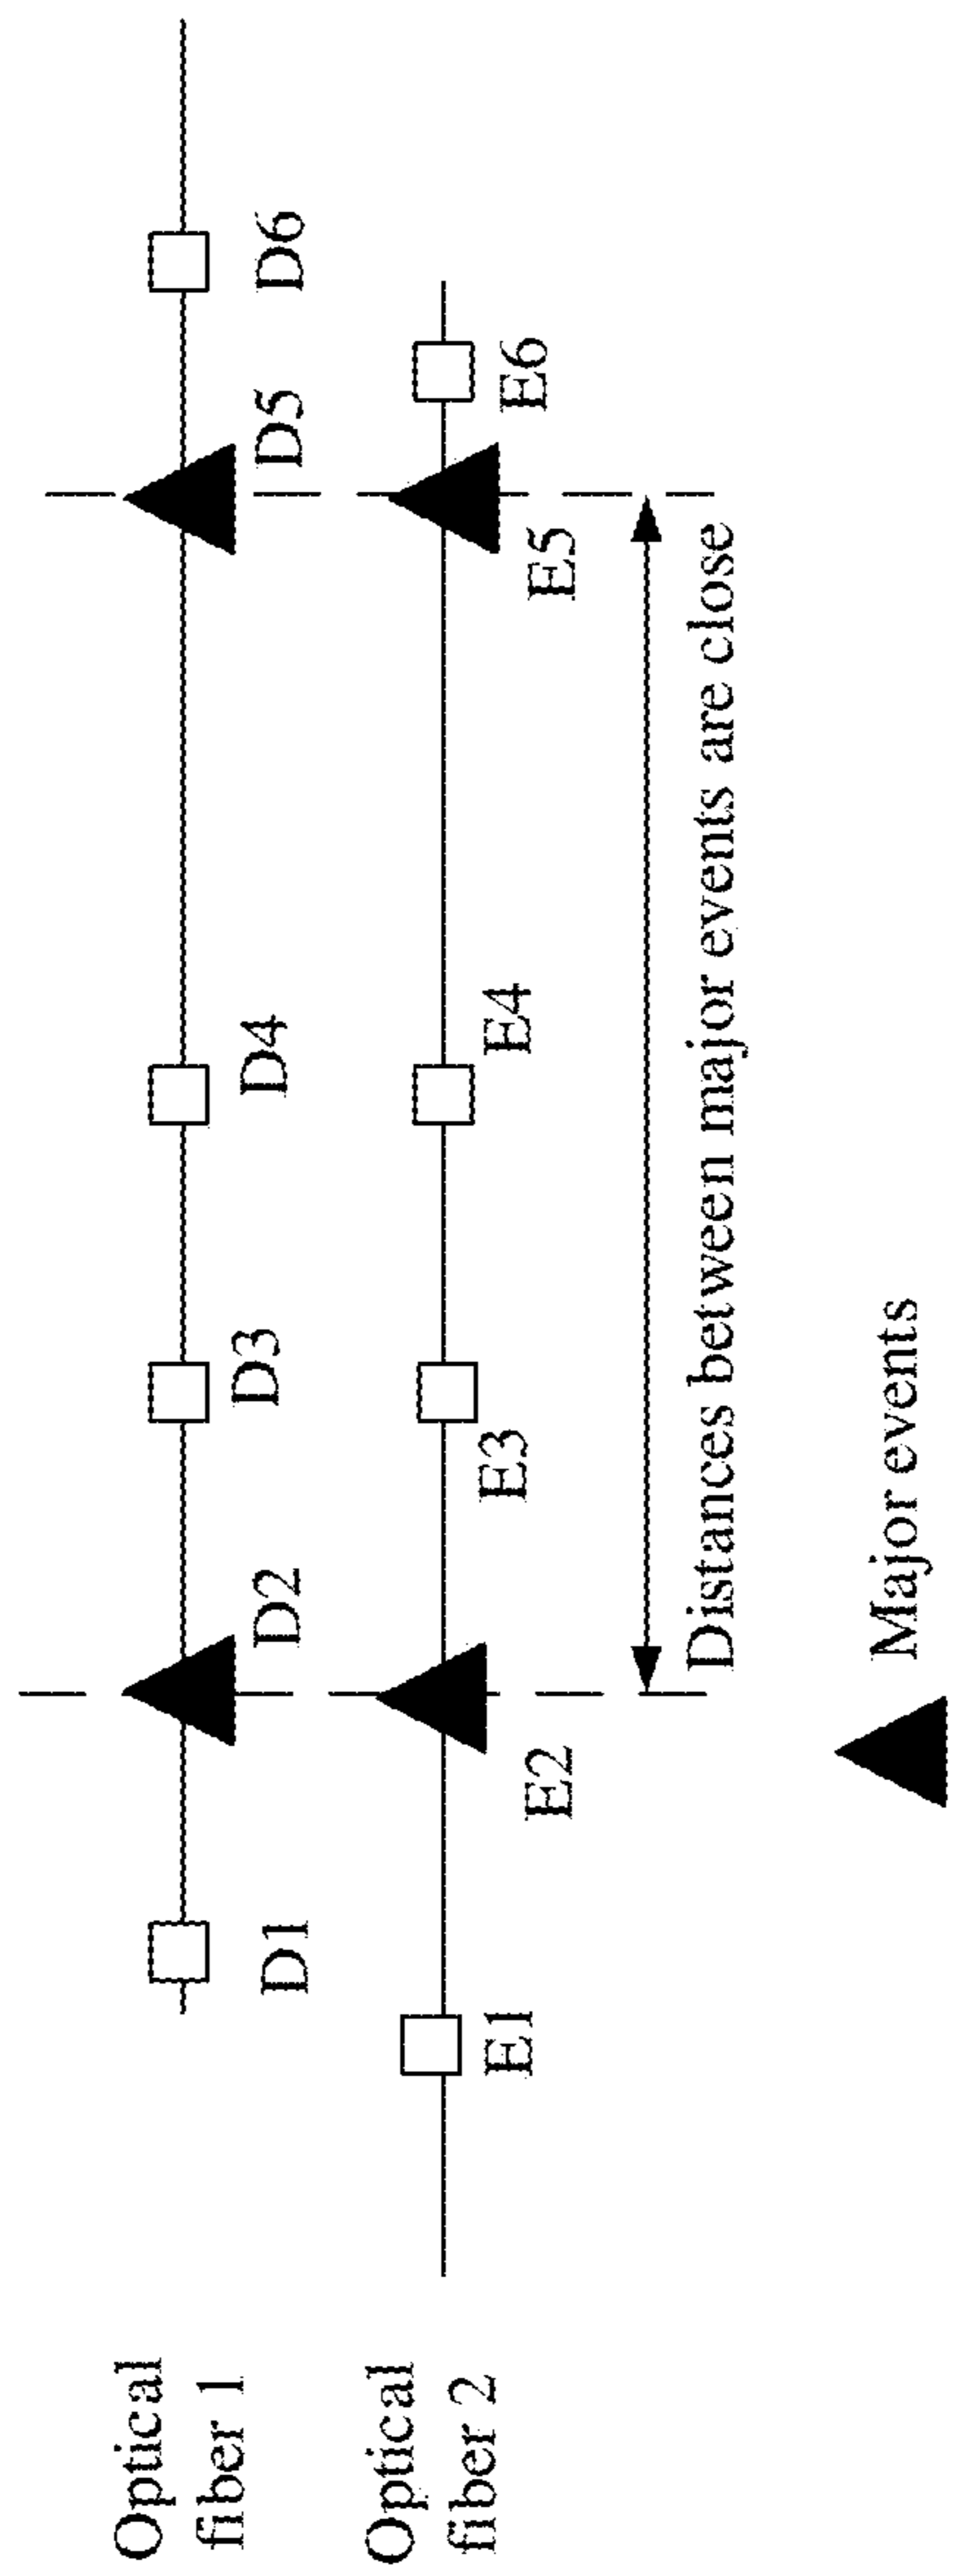 Optical
fiber 1
D1
D2
D3
D4
D5
D6
Optical
fiber 2
E1
E2
E3
E4
E5
E6
Distances between major events are close
Major events